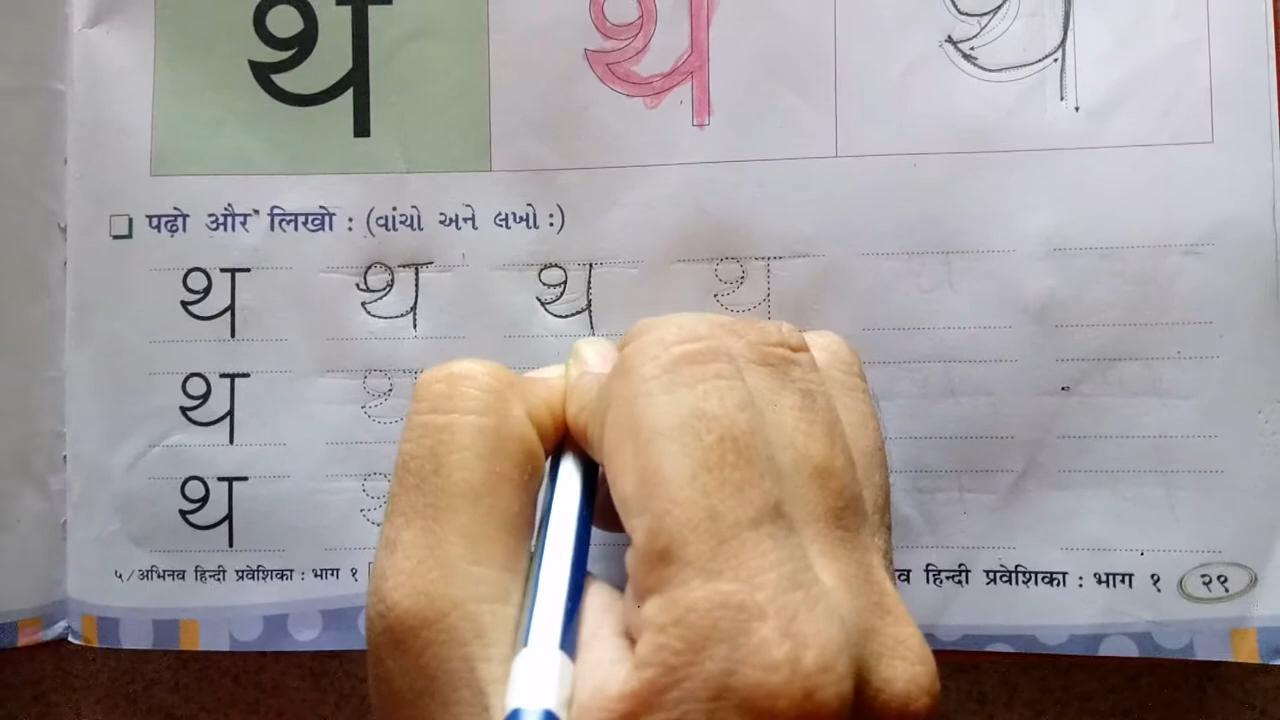 थ थ थ
पढ़ो और लिखो : (વાંચો અને લખો :)
थ थ थ थ
थ थ
थ थ
५/अभिनव हिन्दी प्रवेशिका : भाग १ व हिन्दी प्रवेशिका : भाग १ २९